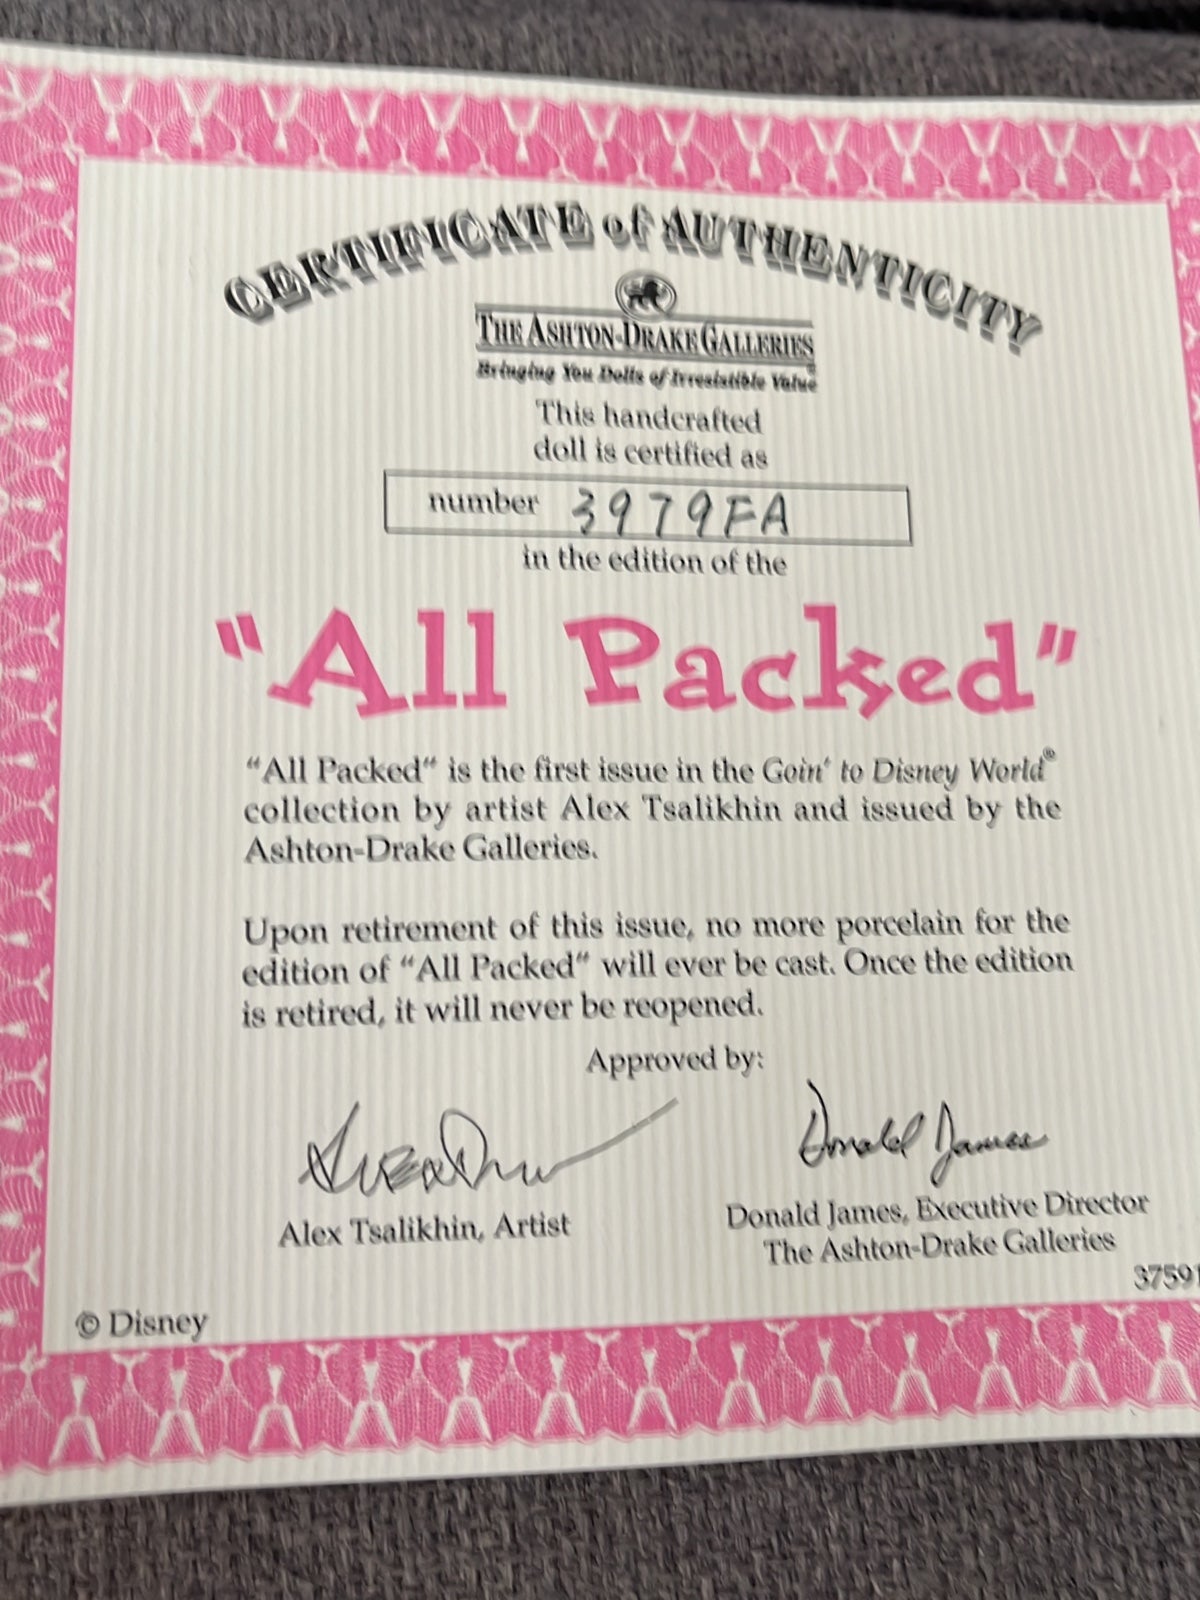 CERTIFICATE of AUTHENTICITY
THE ASHTON-DRAKE GALLERIES
Bringing You Dolls of Irresistible Value®
This handcrafted
doll is certified as
number 3979FA
in the edition of the
"All Packed"
"All Packed" is the first issue in the Goin' to Disney World®
collection by artist Alex Tsalikhin and issued by the
Ashton-Drake Galleries.
Upon retirement of this issue, no more porcelain for the
edition of "All Packed" will ever be cast. Once the edition
is retired, it will never be reopened.
Approved by:
Donald James
Alex Tsalikhin, Artist
Donald James, Executive Director
The Ashton-Drake Galleries
37591
© Disney